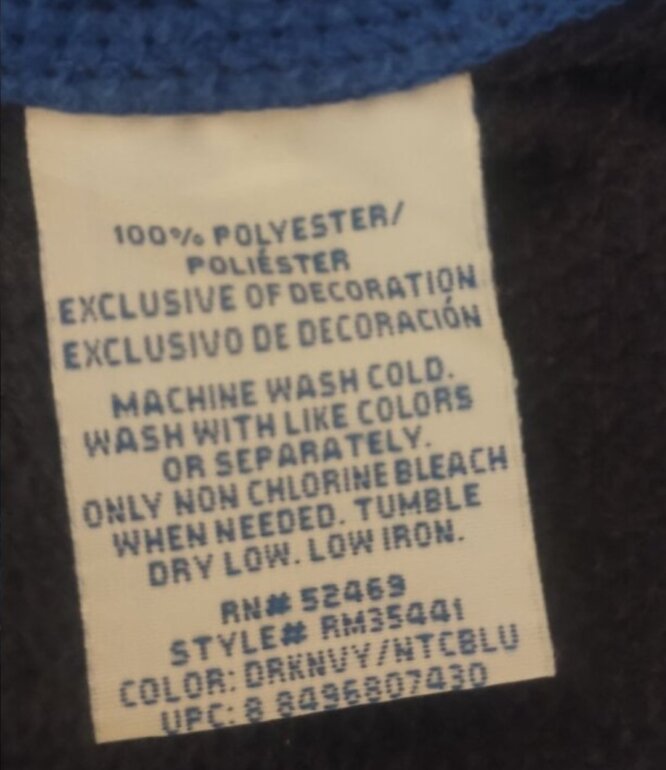 100% POLYESTER/
POLIÉSTER
EXCLUSIVE OF DECORATION
EXCLUSIVO DE DECORACIÓN
MACHINE WASH COLD.
WASH WITH LIKE COLORS
OR SEPARATELY.
ONLY NON CHLORINE BLEACH
WHEN NEEDED. TUMBLE
DRY LOW. LOW IRON.
RN# 52469
STYLE# RM35441
COLOR: DRKNVY/NTCBLU
UPC: 8 8496807430